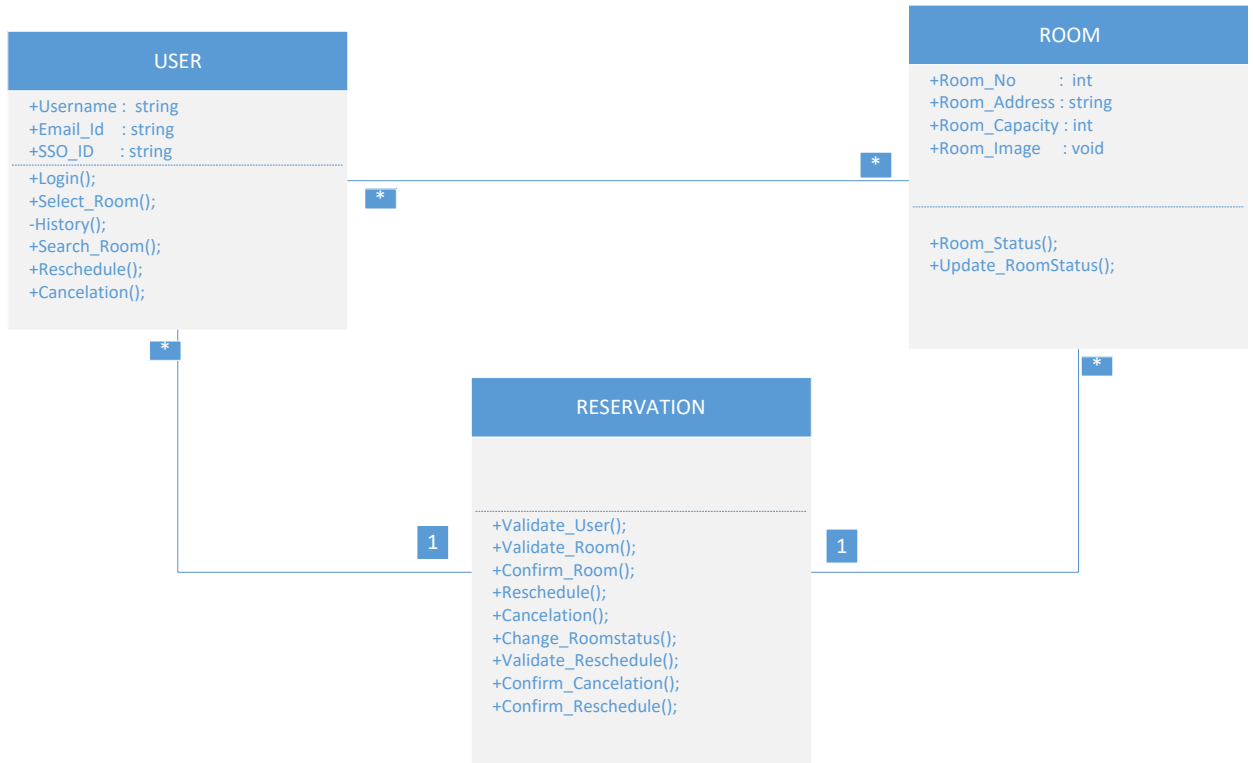 USER
+Username : string
+Email_Id : string
+SSO_ID : string
+Login();
+Select_Room();
-History();
+Search_Room();
+Reschedule();
+Cancelation();
ROOM
+Room_No : int
+Room_Address : string
+Room_Capacity : int
+Room_Image : void
+Room_Status();
+Update_RoomStatus();
*
*
*
*
RESERVATION
+Validate_User();
+Validate_Room();
+Confirm_Room();
+Reschedule();
+Cancelation();
+Change_Roomstatus();
+Validate_Reschedule();
+Confirm_Cancelation();
+Confirm_Reschedule();
1
1